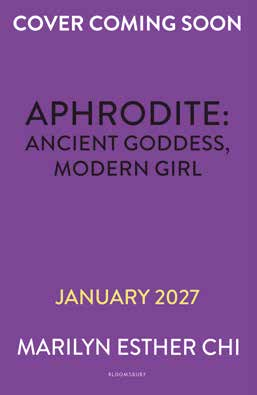 COVER COMING SOON
APHRODITE:
ANCIENT GODDESS,
MODERN GIRL
JANUARY 2027
MARILYN ESTHER CHI
BLOOMSBURY